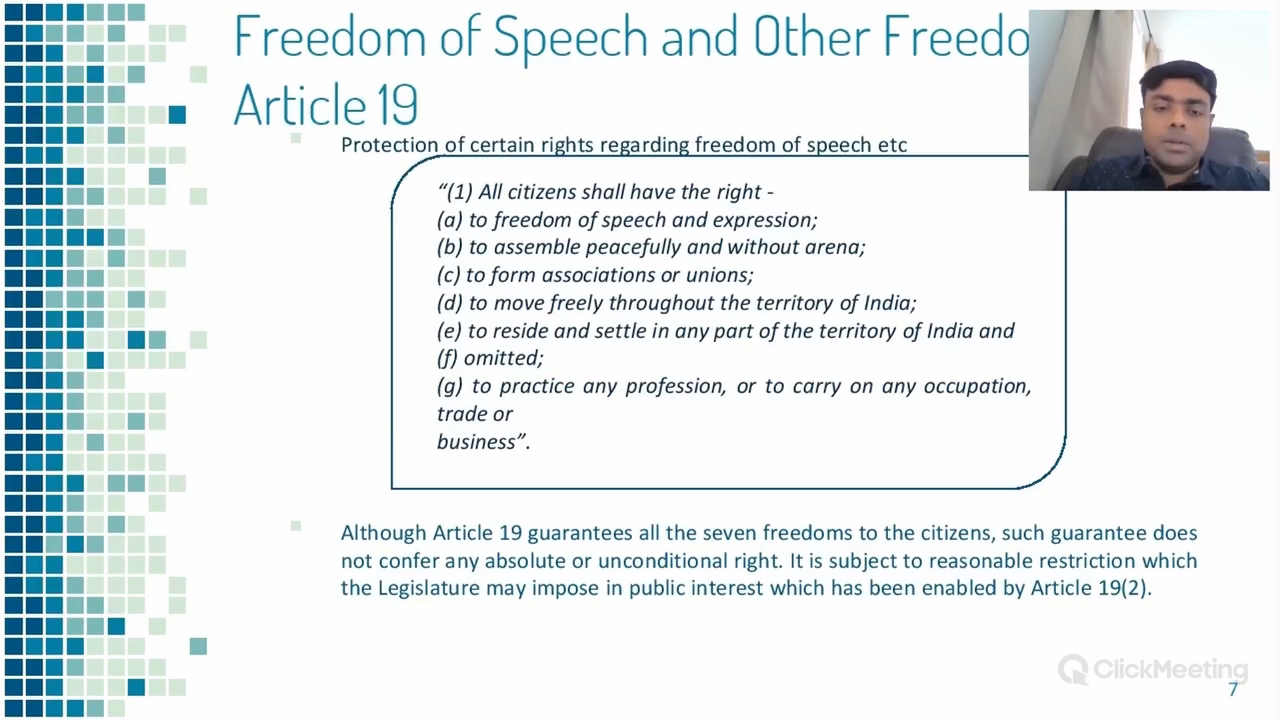 Freedom of Speech and Other Freedo
Article 19
Protection of certain rights regarding freedom of speech etc
“(1) All citizens shall have the right -
(a) to freedom of speech and expression;
(b) to assemble peacefully and without arena;
(c) to form associations or unions;
(d) to move freely throughout the territory of India;
(e) to reside and settle in any part of the territory of India and
(f) omitted;
(g) to practice any profession, or to carry on any occupation,
trade or
business”.
Although Article 19 guarantees all the seven freedoms to the citizens, such guarantee does
not confer any absolute or unconditional right. It is subject to reasonable restriction which
the Legislature may impose in public interest which has been enabled by Article 19(2).
ClickMeeting
7